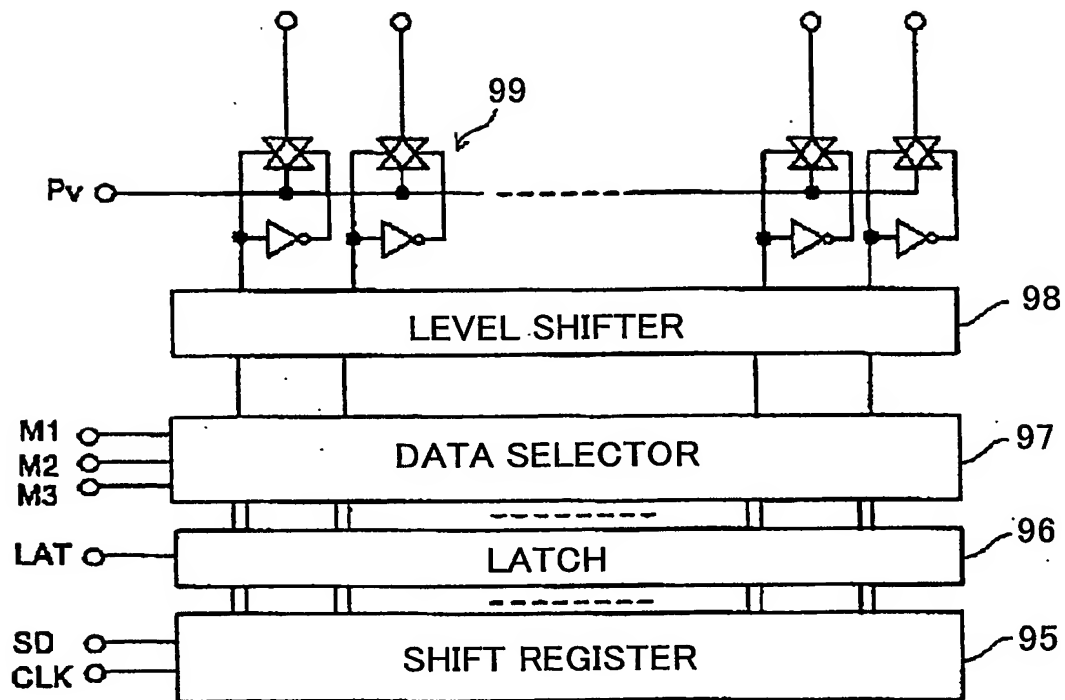 99
Pv
LEVEL SHIFTER
98
M1
M2
M3
DATA SELECTOR
97
LAT
LATCH
96
SD
CLK
SHIFT REGISTER
95